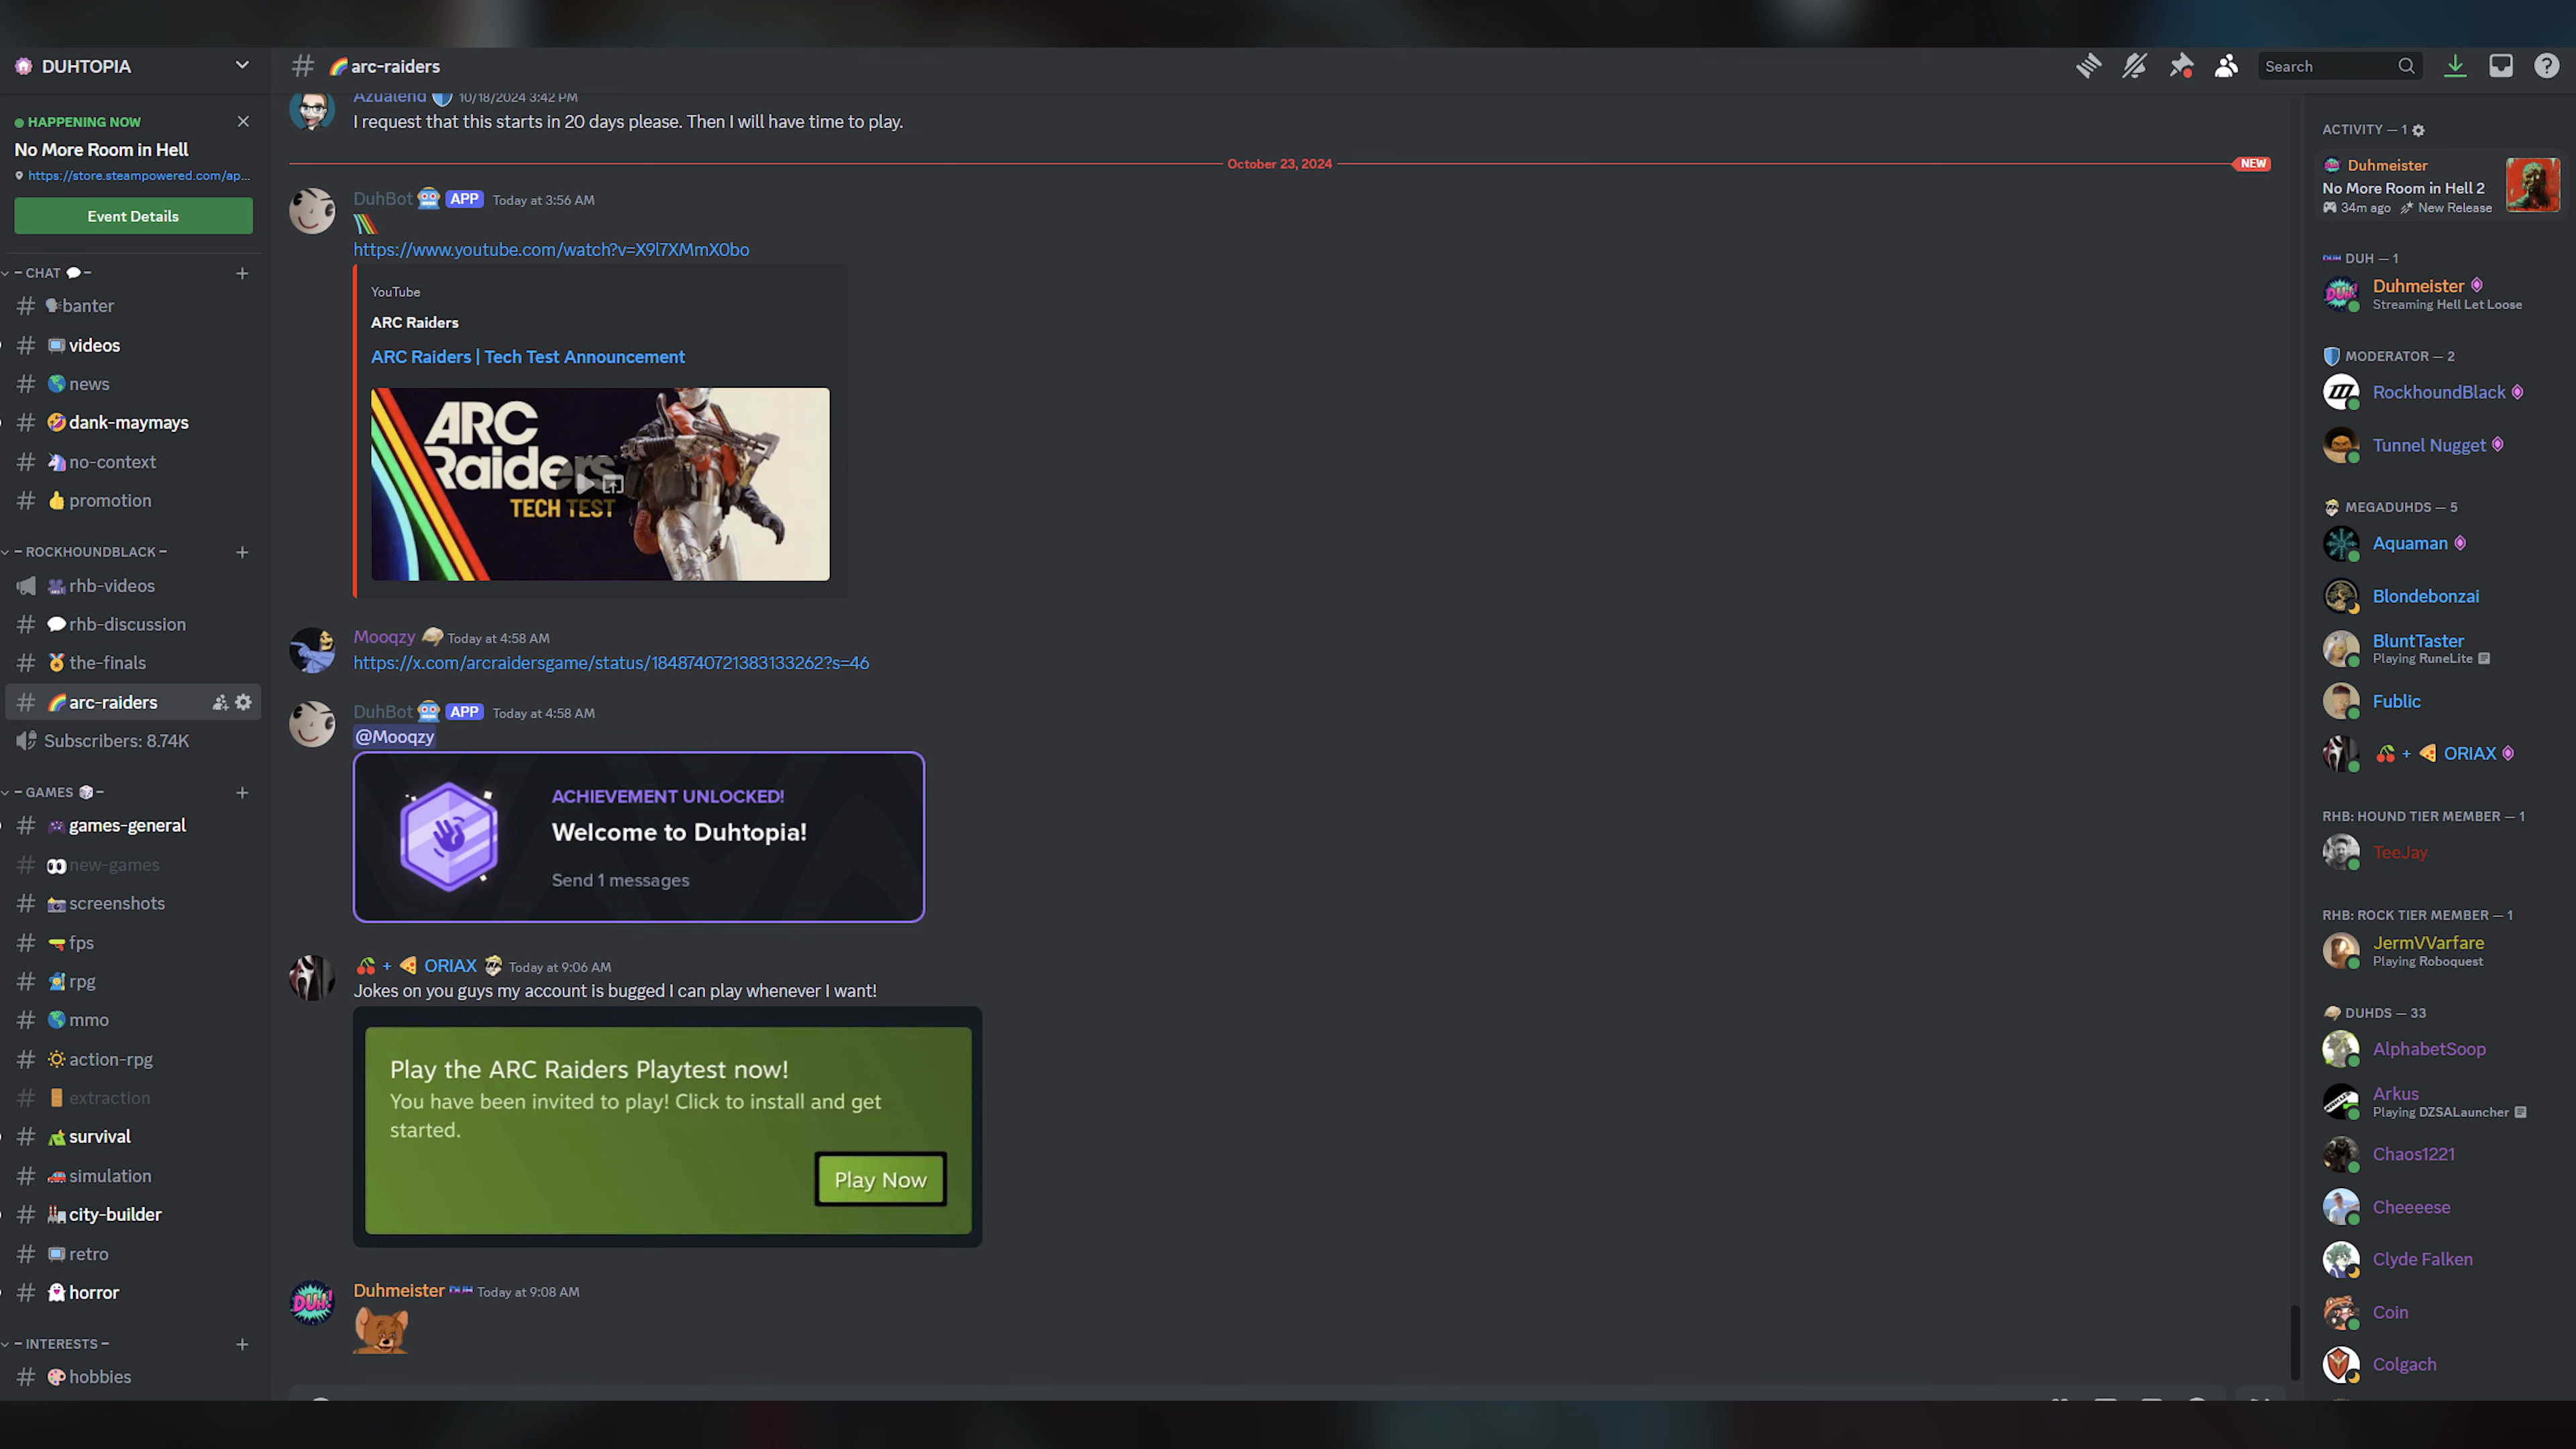 DUHTOPIA
HAPPENING NOW
No More Room in Hell
https://store.steampowered.com/ap...
Event Details
– CHAT –
banter
videos
news
dank-maymays
no-context
promotion
– ROCKHOUNDBLACK –
rhb-videos
rhb-discussion
the-finals
arc-raiders
Subscribers: 8.74K
– GAMES –
games-general
new-games
screenshots
fps
rpg
mmo
action-rpg
extraction
survival
simulation
city-builder
retro
horror
– INTERESTS –
hobbies
arc-raiders
Search
Azualend 10/18/2024 3:42 PM
I request that this starts in 20 days please. Then I will have time to play.
October 23, 2024
NEW
DuhBot APP Today at 3:56 AM
https://www.youtube.com/watch?v=X9l7XMmX0bo
YouTube
ARC Raiders
ARC Raiders | Tech Test Announcement
ARC
Raiders
TECH TEST
Mooqzy Today at 4:58 AM
https://x.com/arcraidersgame/status/1848740721383133262?s=46
DuhBot APP Today at 4:58 AM
@Mooqzy
ACHIEVEMENT UNLOCKED!
Welcome to Duhtopia!
Send 1 messages
+ ORIAX Today at 9:06 AM
Jokes on you guys my account is bugged I can play whenever I want!
Play the ARC Raiders Playtest now!
You have been invited to play! Click to install and get
started.
Play Now
DUH!
Duhmeister DUH Today at 9:08 AM
ACTIVITY — 1
Duhmeister
No More Room in Hell 2
34m ago New Release
DUH DUH — 1
DUH!
Duhmeister
Streaming Hell Let Loose
MODERATOR — 2
RockhoundBlack
Tunnel Nugget
MEGADUHDS — 5
Aquaman
Blondebonzai
BluntTaster
Playing RuneLite
Fublic
+ ORIAX
RHB: HOUND TIER MEMBER — 1
TeeJay
RHB: ROCK TIER MEMBER — 1
JermVVarfare
Playing Roboquest
DUHDS — 33
AlphabetSoop
Arkus
Playing DZSALauncher
Chaos1221
Cheeeese
Clyde Falken
Coin
Colgach